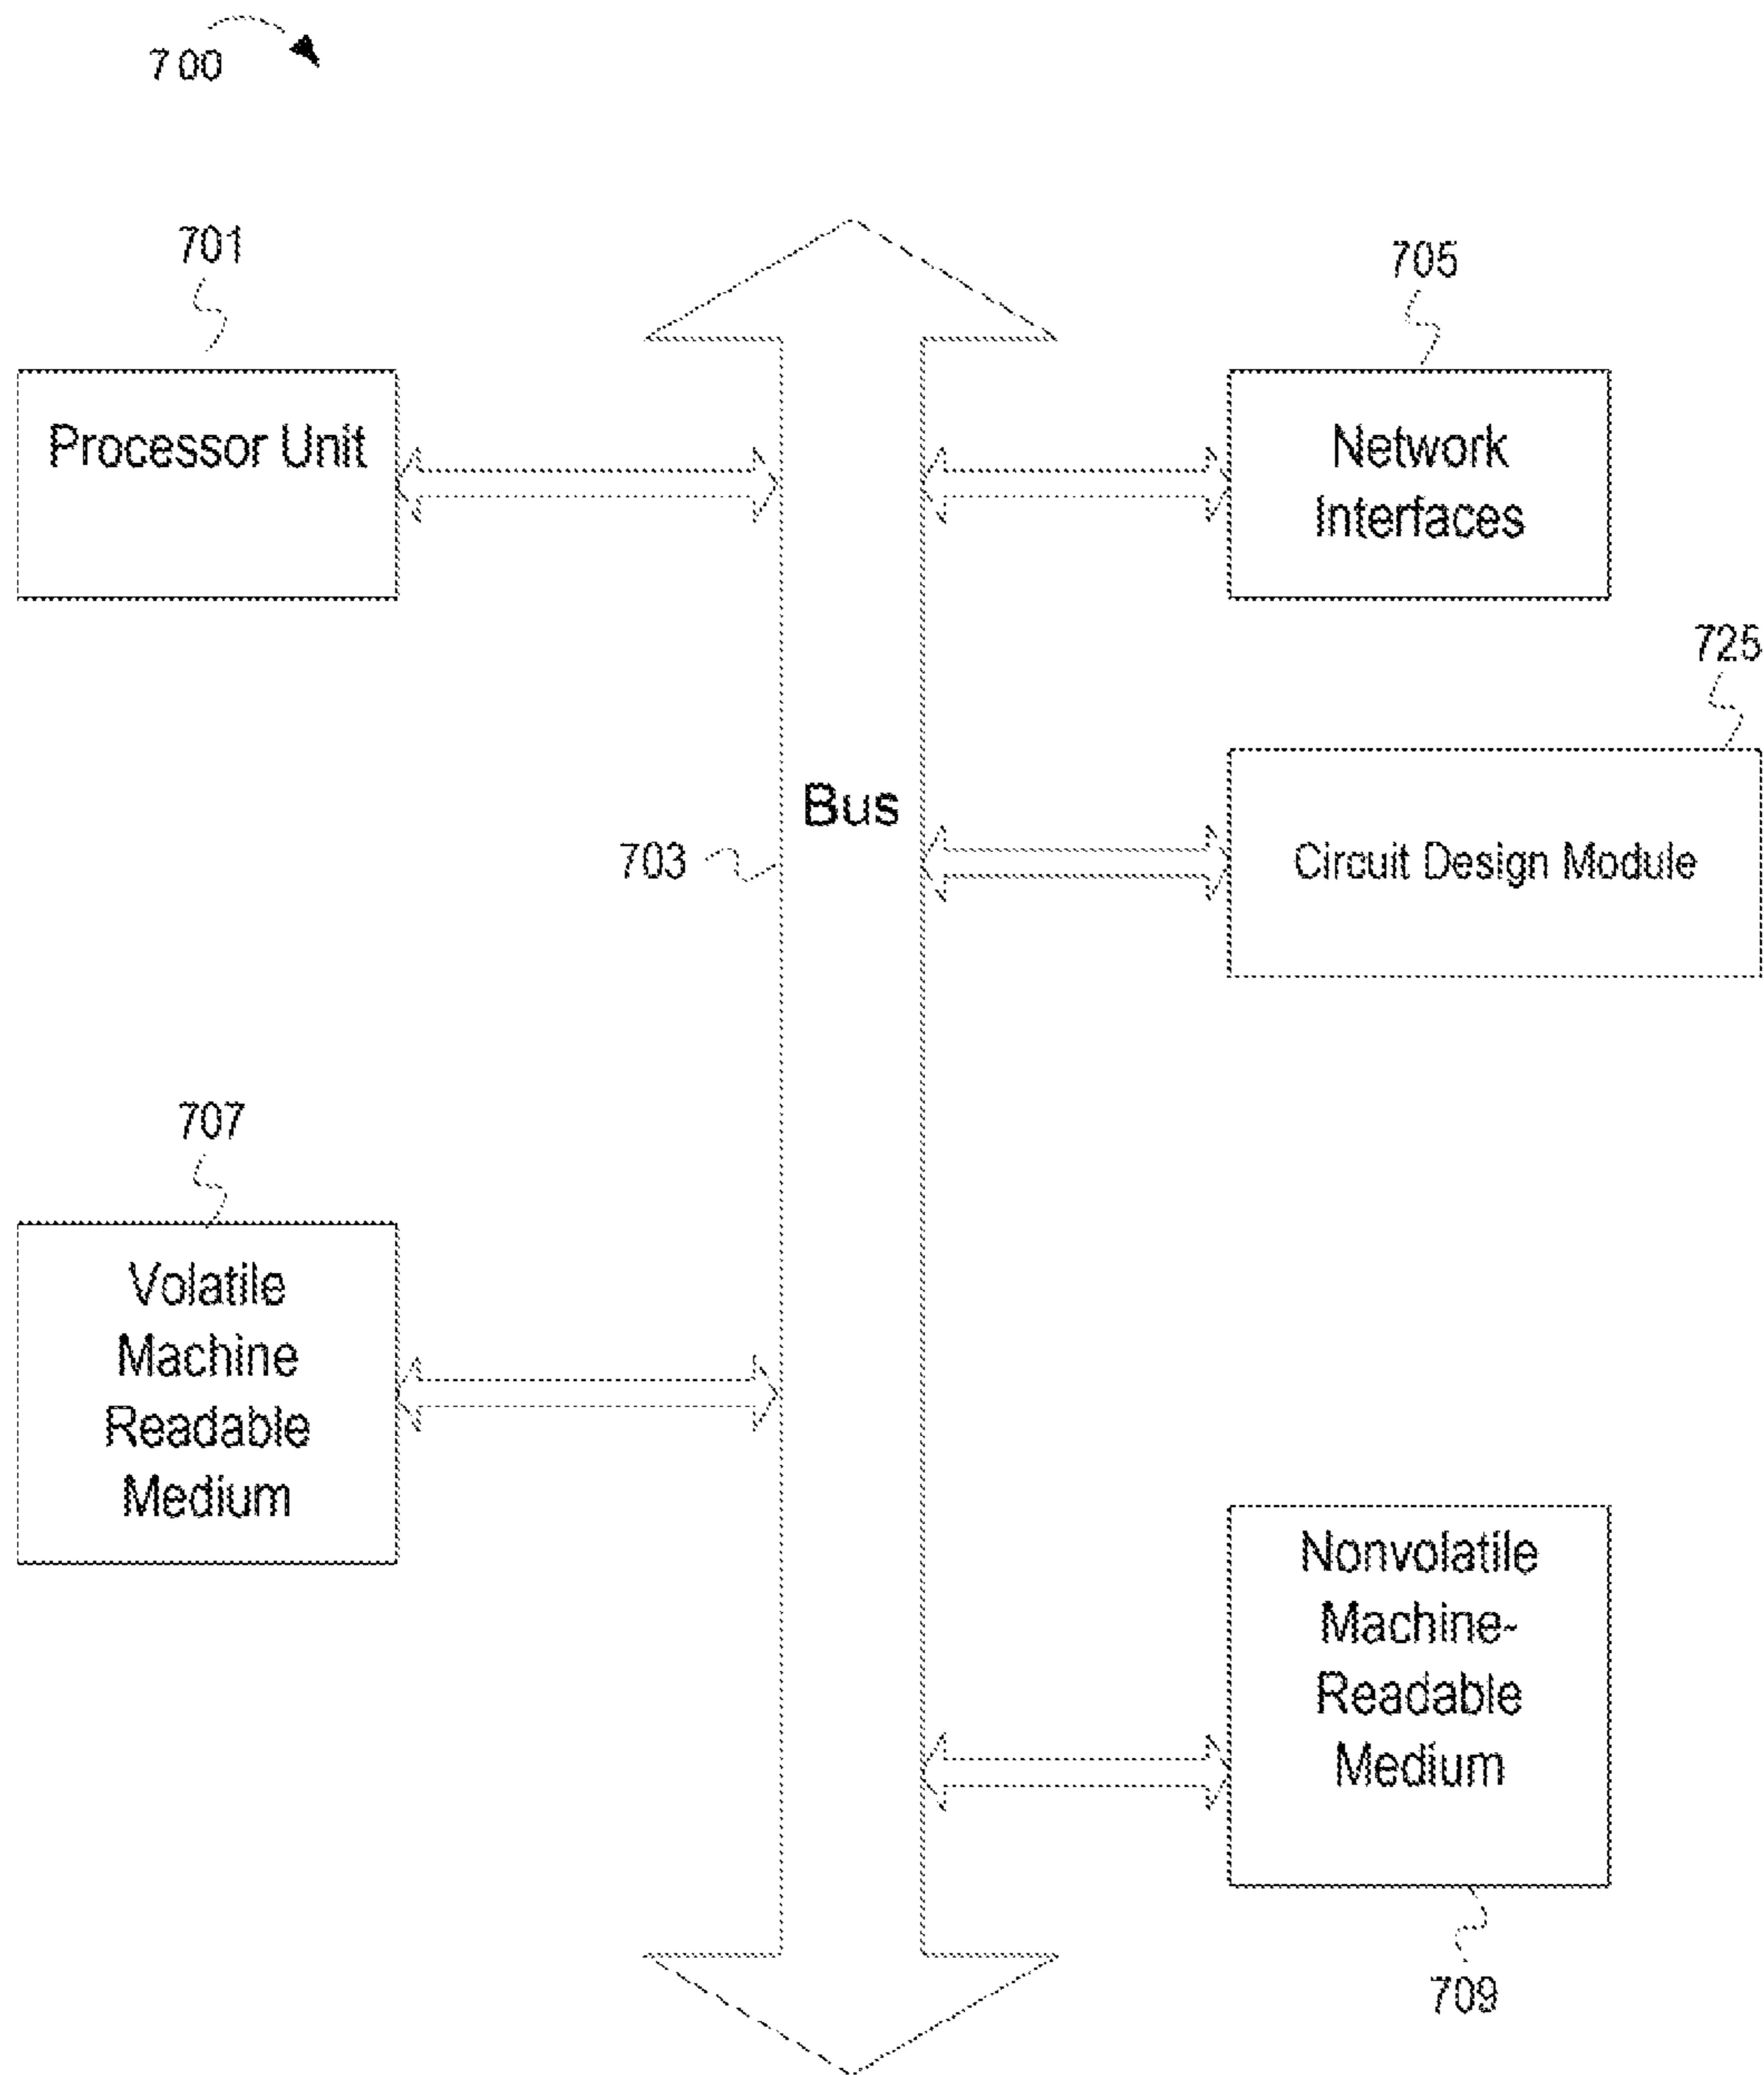 700
701
705
Processor Unit
Network
Interfaces
725
Bus
703
Circuit Design Module
707
Volatile
Machine
Readable
Medium
Nonvolatile
Machine-
Readable
Medium
709